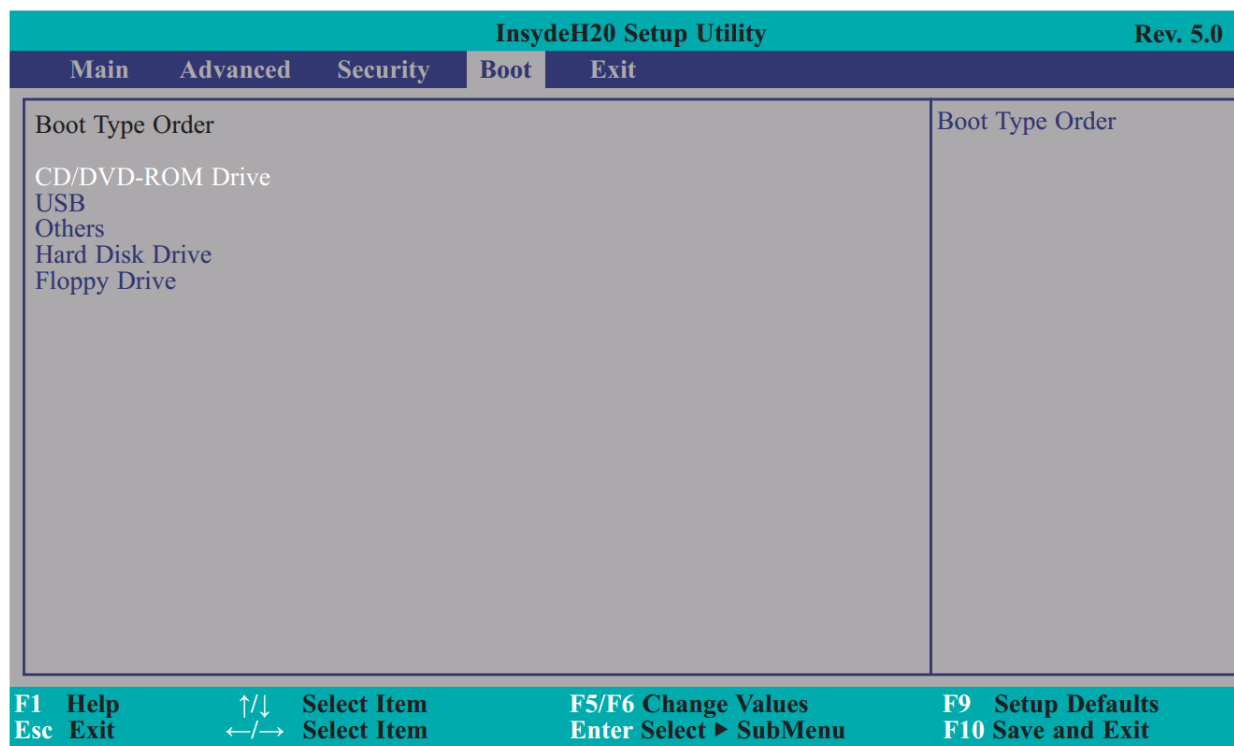 InsydeH20 Setup Utility Rev. 5.0
Main Advanced Security Boot Exit
Boot Type Order
CD/DVD-ROM Drive
USB
Others
Hard Disk Drive
Floppy Drive
Boot Type Order
F1 Help ↑/↓ Select Item F5/F6 Change Values F9 Setup Defaults
Esc Exit ←/→ Select Item Enter Select ▶ SubMenu F10 Save and Exit